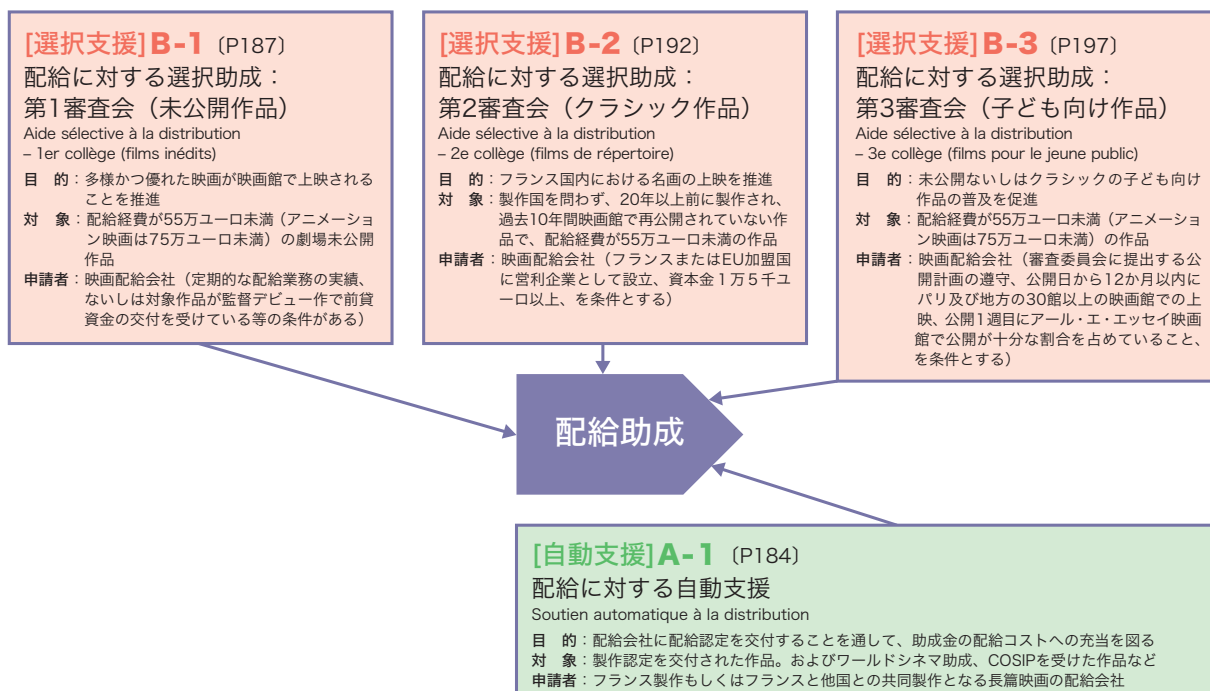 [選択支援] B-1〔P187〕
配給に対する選択助成：
第1審査会（未公開作品）
Aide sélective à la distribution
– 1er collège (films inédits)
目　的：多様かつ優れた映画が映画館で上映される
ことを推進
対　象：配給経費が55万ユーロ未満（アニメーショ
ン映画は75万ユーロ未満）の劇場未公開
作品
申請者：映画配給会社（定期的な配給業務の実績、
ないしは対象作品が監督デビュー作で前貸
資金の交付を受けている等の条件がある）
[選択支援] B-2〔P192〕
配給に対する選択助成：
第2審査会（クラシック作品）
Aide sélective à la distribution
– 2e collège (films de répertoire)
目　的：フランス国内における名画の上映を推進
対　象：製作国を問わず、20年以上前に製作され、
過去10年間映画館で再公開されていない作
品で、配給経費が55万ユーロ未満の作品
申請者：映画配給会社（フランスまたはEU加盟国
に営利企業として設立、資本金1万5千ユ
ーロ以上、を条件とする）
[選択支援] B-3〔P197〕
配給に対する選択助成：
第3審査会（子ども向け作品）
Aide sélective à la distribution
– 3e collège (films pour le jeune public)
目　的：未公開ないしはクラシックの子ども向け
作品の普及を促進
対　象：配給経費が55万ユーロ未満（アニメーショ
ン映画は75万ユーロ未満）の作品
申請者：映画配給会社（審査委員会に提出する公
開計画の遵守、公開日から12か月以内に
パリ及び地方の30館以上の映画館での上
映、公開1週目にアール・エ・エッセイ映画
館で公開が十分な割合を占めていること、
を条件とする）
配給助成
[自動支援] A-1〔P184〕
配給に対する自動支援
Soutien automatique à la distribution
目　的：配給会社に配給認定を交付することを通して、助成金の配給コストへの充当を図る
対　象：製作認定を交付された作品。およびワールドシネマ助成、COSIPを受けた作品など
申請者：フランス製作もしくはフランスと他国との共同製作となる長篇映画の配給会社